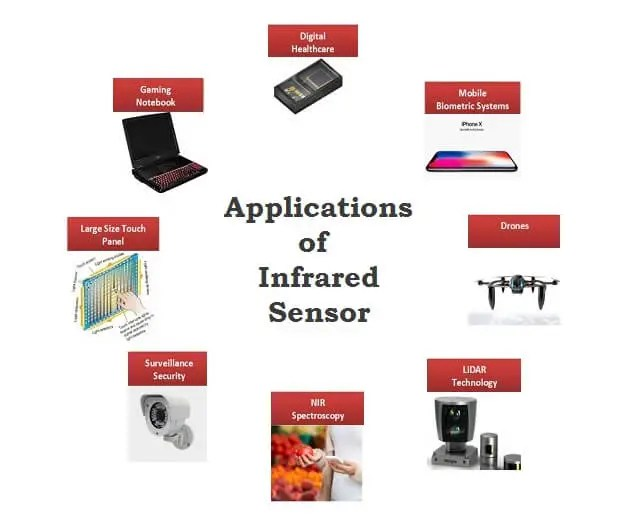 Digital
Healthcare
Gaming
Notebook
Mobile
Biometric Systems
iPhone X
Large Size Touch
Panel
Applications
of
Infrared
Sensor
Drones
Surveillance
Security
NIR
Spectroscopy
LiDAR
Technology